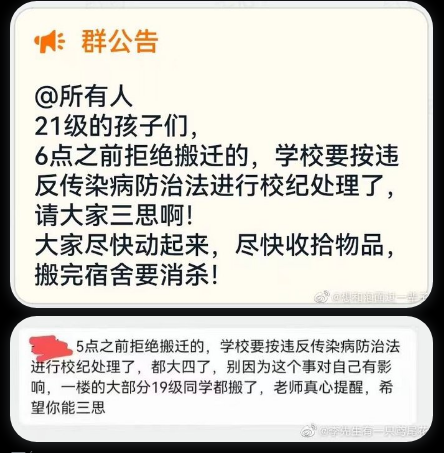 群公告
@所有人
21级的孩子们，
6点之前拒绝搬迁的，学校要按违
反传染病防治法进行校纪处理了，
请大家三思啊！
大家尽快动起来，尽快收拾物品，
搬完宿舍要消杀！
5点之前拒绝搬迁的，学校要按违反传染病防治法
进行校纪处理了，都大四了，别因为这个事对自己有影
响，一楼的大部分19级同学都搬了，老师真心提醒，希
望你能三思